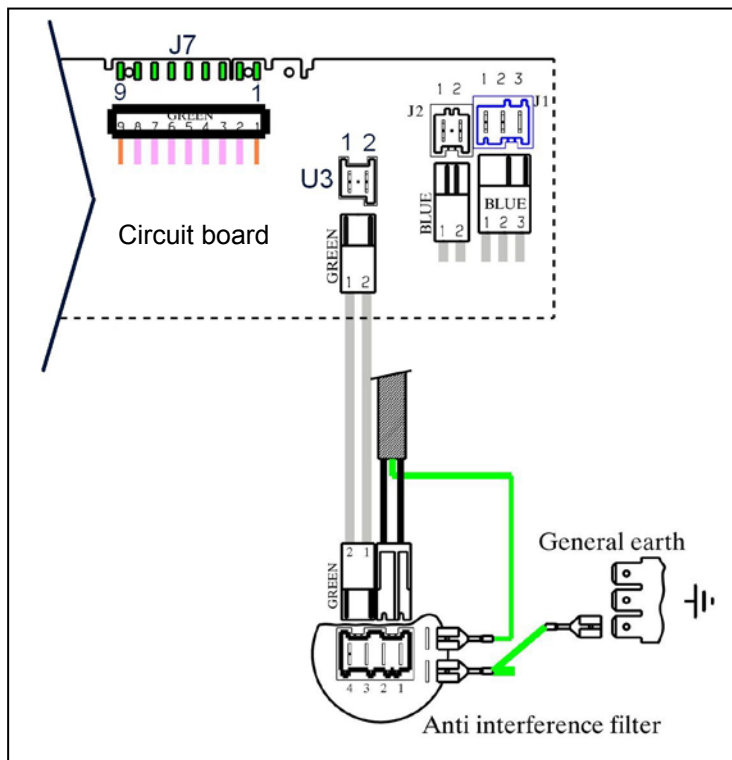 J7
9 1
GREEN
9 8 7 6 5 4 3 2 1
1 2
U3
GREEN
1 2
1 2
J2
BLUE
1 2
1 2 3
J1
BLUE
1 2 3
Circuit board
2 1
GREEN
4 3 2 1
General earth
Anti interference filter